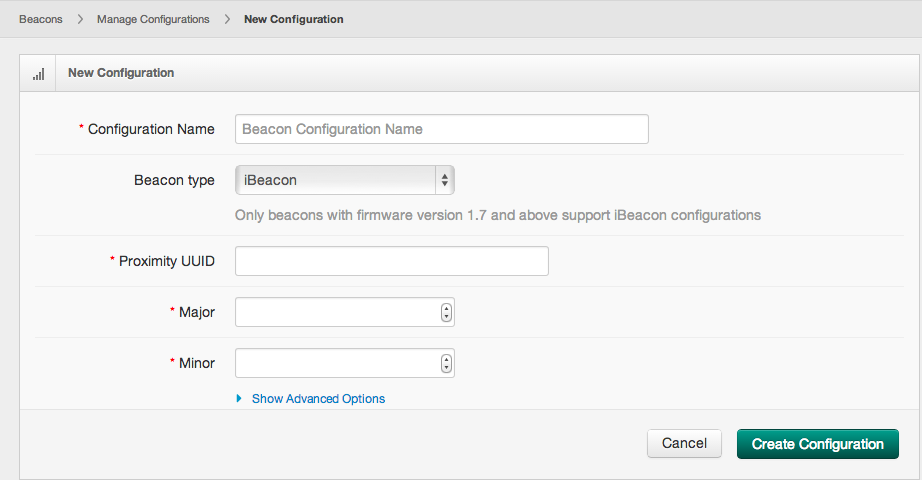 Beacons > Manage Configurations > New Configuration
New Configuration
* Configuration Name Beacon Configuration Name
Beacon type iBeacon
Only beacons with firmware version 1.7 and above support iBeacon configurations
* Proximity UUID
* Major
* Minor
Show Advanced Options
Cancel Create Configuration